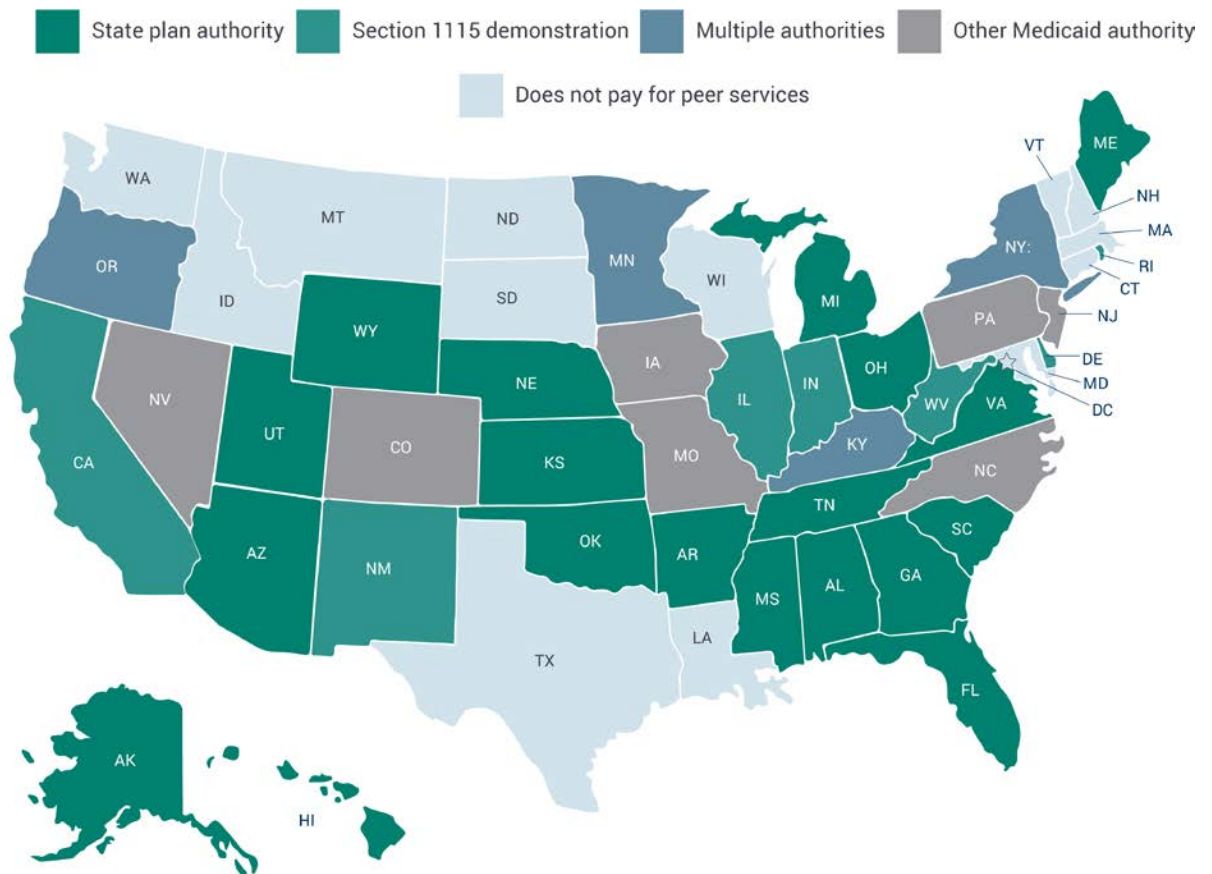 State plan authority
Section 1115 demonstration
Multiple authorities
Other Medicaid authority
Does not pay for peer services
WA
MT
ND
OR
ID
SD
MN
WI
MI
NY:
VT
ME
NH
MA
RI
CT
NJ
DE
MD
DC
WY
NE
IA
PA
IL
IN
OH
WV
VA
NV
UT
CO
KS
MO
KY
CA
AZ
NM
OK
AR
TN
NC
SC
TX
LA
MS
AL
GA
FL
AK
HI